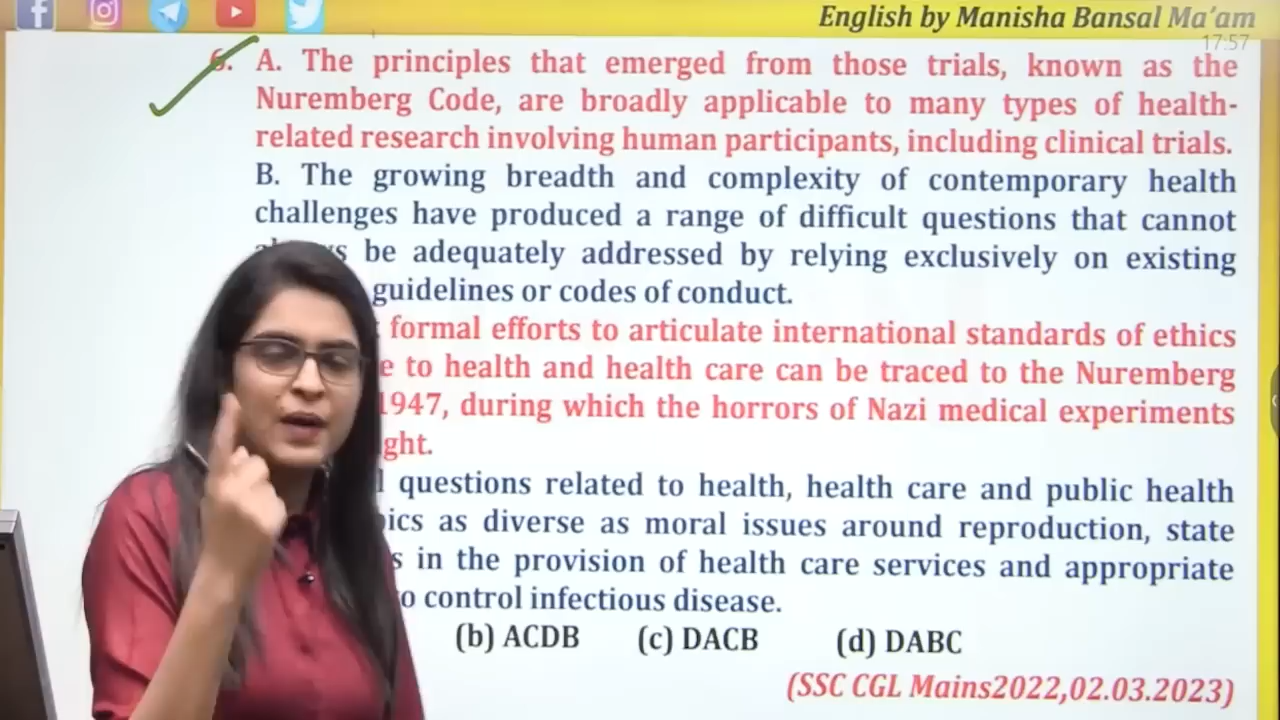 English by Manisha Bansal Ma'am
17:57
6. A. The principles that emerged from those trials, known as the
Nuremberg Code, are broadly applicable to many types of health-
related research involving human participants, including clinical trials.
B. The growing breadth and complexity of contemporary health
challenges have produced a range of difficult questions that cannot
be adequately addressed by relying exclusively on existing
guidelines or codes of conduct.
formal efforts to articulate international standards of ethics
to health and health care can be traced to the Nuremberg
1947, during which the horrors of Nazi medical experiments
questions related to health, health care and public health
as diverse as moral issues around reproduction, state
in the provision of health care services and appropriate
control infectious disease.
(b) ACDB (c) DACB (d) DABC
(SSC CGL Mains2022,02.03.2023)